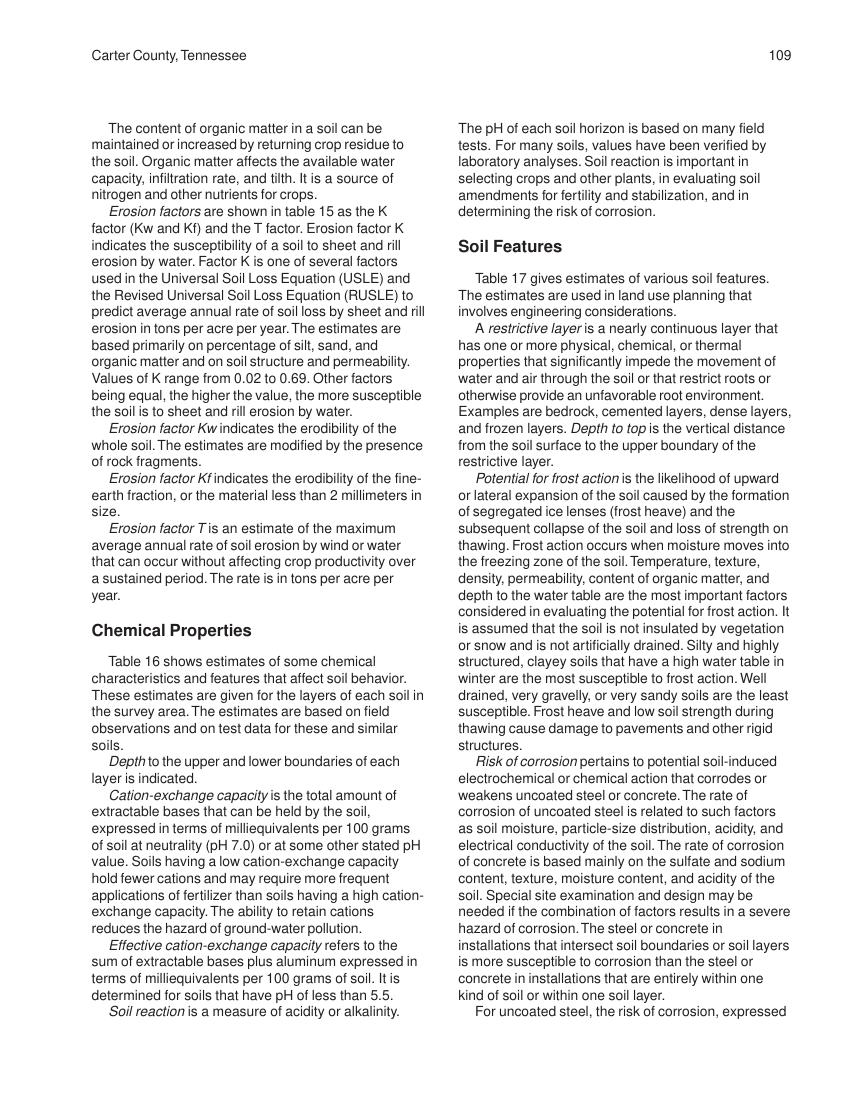 Carter County, Tennessee
109
The content of organic matter in a soil can be
maintained or increased by returning crop residue to
the soil. Organic matter affects the available water
capacity, infiltration rate, and tilth. It is a source of
nitrogen and other nutrients for crops.
Erosion factors are shown in table 15 as the K
factor (Kw and Kf) and the T factor. Erosion factor K
indicates the susceptibility of a soil to sheet and rill
erosion by water. Factor K is one of several factors
used in the Universal Soil Loss Equation (USLE) and
the Revised Universal Soil Loss Equation (RUSLE) to
predict average annual rate of soil loss by sheet and rill
erosion in tons per acre per year. The estimates are
based primarily on percentage of silt, sand, and
organic matter and on soil structure and permeability.
Values of K range from 0.02 to 0.69. Other factors
being equal, the higher the value, the more susceptible
the soil is to sheet and rill erosion by water.
Erosion factor Kw indicates the erodibility of the
whole soil. The estimates are modified by the presence
of rock fragments.
Erosion factor Kf indicates the erodibility of the fine-
earth fraction, or the material less than 2 millimeters in
size.
Erosion factor T is an estimate of the maximum
average annual rate of soil erosion by wind or water
that can occur without affecting crop productivity over
a sustained period. The rate is in tons per acre per
year.
Chemical Properties
Table 16 shows estimates of some chemical
characteristics and features that affect soil behavior.
These estimates are given for the layers of each soil in
the survey area. The estimates are based on field
observations and on test data for these and similar
soils.
Depth to the upper and lower boundaries of each
layer is indicated.
Cation-exchange capacity is the total amount of
extractable bases that can be held by the soil,
expressed in terms of milliequivalents per 100 grams
of soil at neutrality (pH 7.0) or at some other stated pH
value. Soils having a low cation-exchange capacity
hold fewer cations and may require more frequent
applications of fertilizer than soils having a high cation-
exchange capacity. The ability to retain cations
reduces the hazard of ground-water pollution.
Effective cation-exchange capacity refers to the
sum of extractable bases plus aluminum expressed in
terms of milliequivalents per 100 grams of soil. It is
determined for soils that have pH of less than 5.5.
Soil reaction is a measure of acidity or alkalinity.
The pH of each soil horizon is based on many field
tests. For many soils, values have been verified by
laboratory analyses. Soil reaction is important in
selecting crops and other plants, in evaluating soil
amendments for fertility and stabilization, and in
determining the risk of corrosion.
Soil Features
Table 17 gives estimates of various soil features.
The estimates are used in land use planning that
involves engineering considerations.
A restrictive layer is a nearly continuous layer that
has one or more physical, chemical, or thermal
properties that significantly impede the movement of
water and air through the soil or that restrict roots or
otherwise provide an unfavorable root environment.
Examples are bedrock, cemented layers, dense layers,
and frozen layers. Depth to top is the vertical distance
from the soil surface to the upper boundary of the
restrictive layer.
Potential for frost action is the likelihood of upward
or lateral expansion of the soil caused by the formation
of segregated ice lenses (frost heave) and the
subsequent collapse of the soil and loss of strength on
thawing. Frost action occurs when moisture moves into
the freezing zone of the soil. Temperature, texture,
density, permeability, content of organic matter, and
depth to the water table are the most important factors
considered in evaluating the potential for frost action. It
is assumed that the soil is not insulated by vegetation
or snow and is not artificially drained. Silty and highly
structured, clayey soils that have a high water table in
winter are the most susceptible to frost action. Well
drained, very gravelly, or very sandy soils are the least
susceptible. Frost heave and low soil strength during
thawing cause damage to pavements and other rigid
structures.
Risk of corrosion pertains to potential soil-induced
electrochemical or chemical action that corrodes or
weakens uncoated steel or concrete. The rate of
corrosion of uncoated steel is related to such factors
as soil moisture, particle-size distribution, acidity, and
electrical conductivity of the soil. The rate of corrosion
of concrete is based mainly on the sulfate and sodium
content, texture, moisture content, and acidity of the
soil. Special site examination and design may be
needed if the combination of factors results in a severe
hazard of corrosion. The steel or concrete in
installations that intersect soil boundaries or soil layers
is more susceptible to corrosion than the steel or
concrete in installations that are entirely within one
kind of soil or within one soil layer.
For uncoated steel, the risk of corrosion, expressed